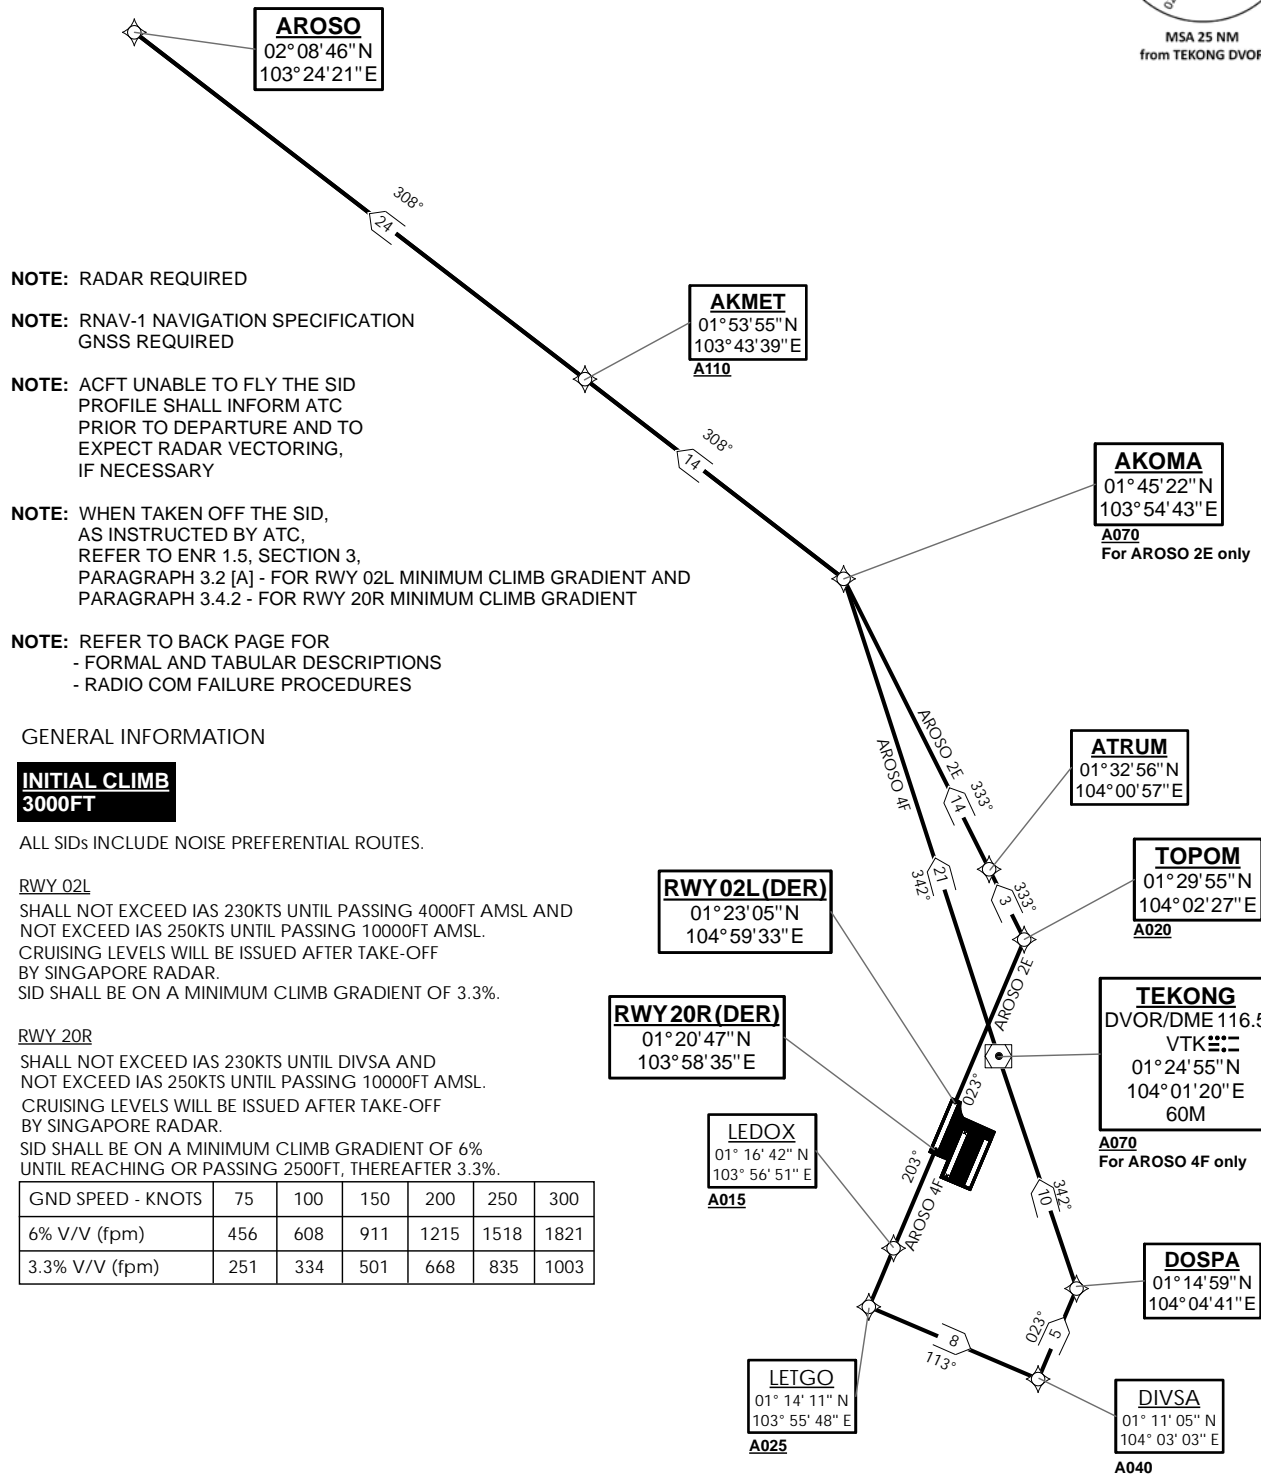 MSA 25 NM
from TEKONG DVOR
AROSO
02°08'46"N
103°24'21"E
308°
24
NOTE: RADAR REQUIRED
NOTE: RNAV-1 NAVIGATION SPECIFICATION
GNSS REQUIRED
NOTE: ACFT UNABLE TO FLY THE SID
PROFILE SHALL INFORM ATC
PRIOR TO DEPARTURE AND TO
EXPECT RADAR VECTORING,
IF NECESSARY
NOTE: WHEN TAKEN OFF THE SID,
AS INSTRUCTED BY ATC,
REFER TO ENR 1.5, SECTION 3,
PARAGRAPH 3.2 [A] - FOR RWY 02L MINIMUM CLIMB GRADIENT AND
PARAGRAPH 3.4.2 - FOR RWY 20R MINIMUM CLIMB GRADIENT
NOTE: REFER TO BACK PAGE FOR
- FORMAL AND TABULAR DESCRIPTIONS
- RADIO COM FAILURE PROCEDURES
AKMET
01°53'55"N
103°43'39"E
A110
308°
14
AKOMA
01°45'22"N
103°54'43"E
A070
For AROSO 2E only
GENERAL INFORMATION
INITIAL CLIMB
3000FT
ALL SIDs INCLUDE NOISE PREFERENTIAL ROUTES.
RWY 02L
SHALL NOT EXCEED IAS 230KTS UNTIL PASSING 4000FT AMSL AND
NOT EXCEED IAS 250KTS UNTIL PASSING 10000FT AMSL.
CRUISING LEVELS WILL BE ISSUED AFTER TAKE-OFF
BY SINGAPORE RADAR.
SID SHALL BE ON A MINIMUM CLIMB GRADIENT OF 3.3%.
RWY 20R
SHALL NOT EXCEED IAS 230KTS UNTIL DIVSA AND
NOT EXCEED IAS 250KTS UNTIL PASSING 10000FT AMSL.
CRUISING LEVELS WILL BE ISSUED AFTER TAKE-OFF
BY SINGAPORE RADAR.
SID SHALL BE ON A MINIMUM CLIMB GRADIENT OF 6%
UNTIL REACHING OR PASSING 2500FT, THEREAFTER 3.3%.
GND SPEED - KNOTS 75 100 150 200 250 300
6% V/V (fpm) 456 608 911 1215 1518 1821
3.3% V/V (fpm) 251 334 501 668 835 1003
AROSO 2E
AROSO 4F
333°
14
ATRUM
01°32'56"N
104°00'57"E
21
342°
333°
3
TOPOM
01°29'55"N
104°02'27"E
A020
RWY02L(DER)
01°23'05"N
104°59'33"E
AROSO 2E
RWY20R(DER)
01°20'47"N
103°58'35"E
TEKONG
DVOR/DME 116.5
VTK
01°24'55"N
104°01'20"E
60M
A070
For AROSO 4F only
023°
203°
AROSO 4F
LEDOX
01° 16' 42" N
103° 56' 51" E
A015
342°
10
DOSPA
01°14'59"N
104°04'41"E
023°
5
8
113°
LETGO
01° 14' 11" N
103° 55' 48" E
A025
DIVSA
01° 11' 05" N
104° 03' 03" E
A040